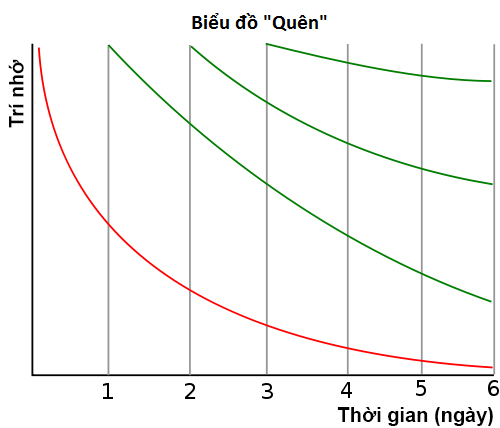 Biểu đồ "Quên"
Trí nhớ
1 2 3 4 5 6
Thời gian (ngày)